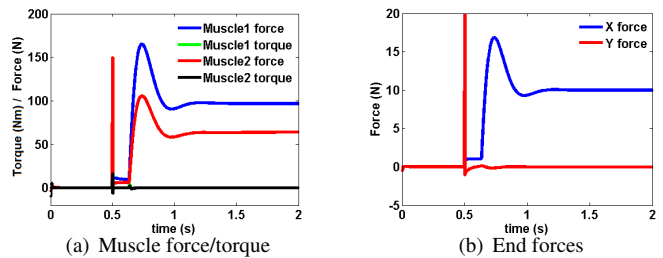 200
150
100
50
0
Torque (Nm) / Force (N)
Muscle1 force
Muscle1 torque
Muscle2 force
Muscle2 torque
0 0.5 1 1.5 2
time (s)
(a) Muscle force/torque
20
15
10
5
0
-5
Force (N)
X force
Y force
0 0.5 1 1.5 2
time (s)
(b) End forces